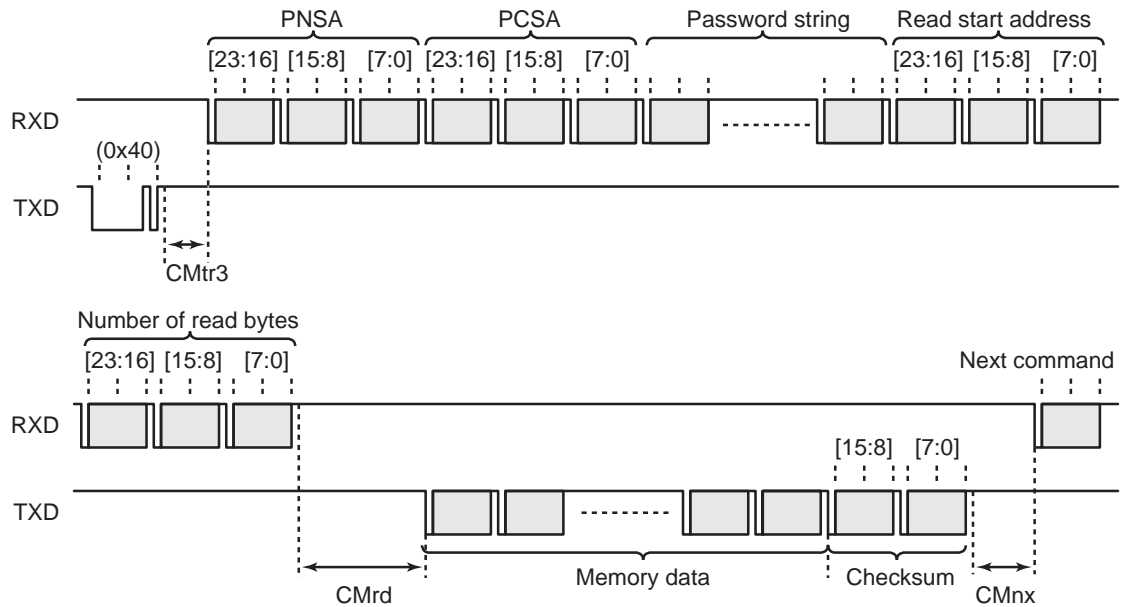 PNSA PCSA Password string Read start address
[23:16] [15:8] [7:0] [23:16] [15:8] [7:0] [23:16] [15:8] [7:0]
RXD
(0x40)
TXD
CMtr3
Number of read bytes
[23:16] [15:8] [7:0] Next command
RXD
[15:8] [7:0]
TXD
Memory data Checksum
CMrd CMnx